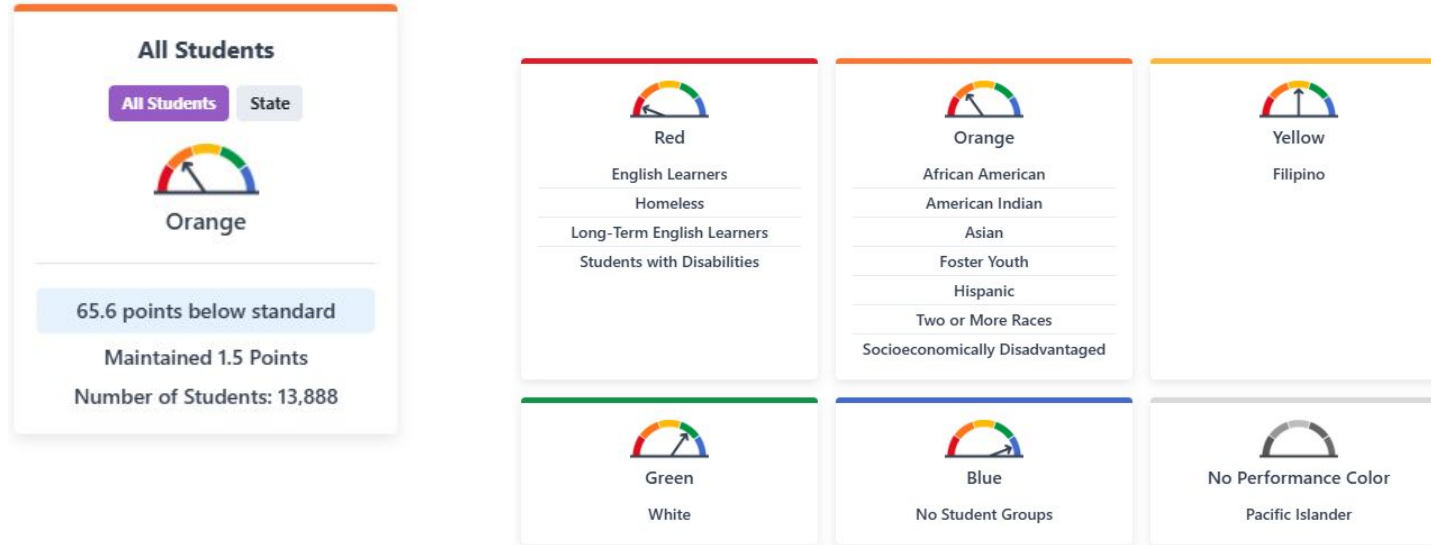 All Students
All Students State
Orange
65.6 points below standard
Maintained 1.5 Points
Number of Students: 13,888
Red
English Learners
Homeless
Long-Term English Learners
Students with Disabilities
Orange
African American
American Indian
Asian
Foster Youth
Hispanic
Two or More Races
Socioeconomically Disadvantaged
Yellow
Filipino
Green
White
Blue
No Student Groups
No Performance Color
Pacific Islander